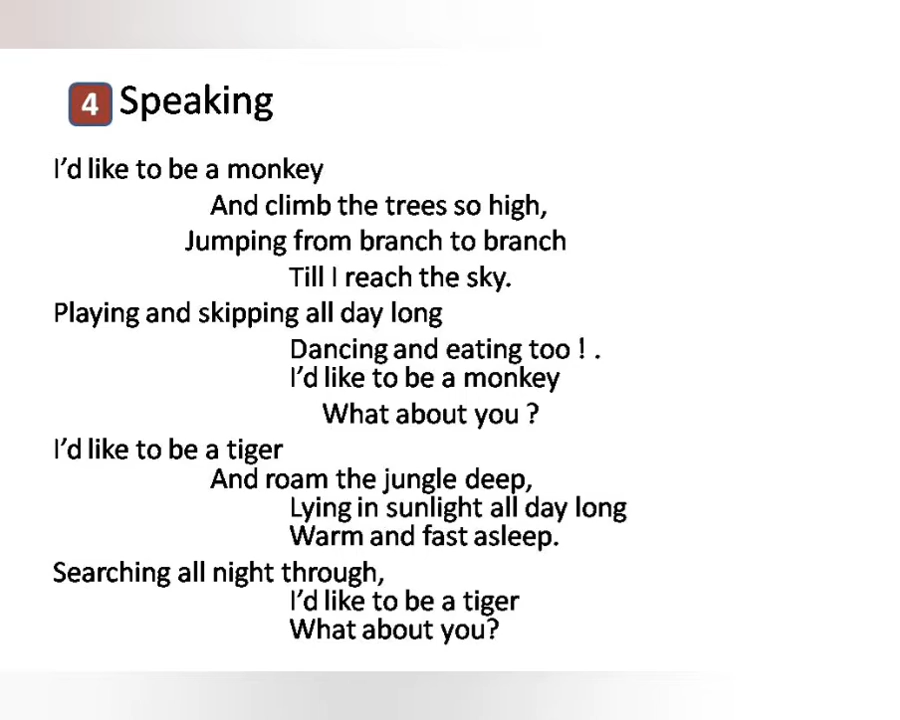 4 Speaking
I'd like to be a monkey
And climb the trees so high,
Jumping from branch to branch
Till I reach the sky.
Playing and skipping all day long
Dancing and eating too ! .
I'd like to be a monkey
What about you ?
I'd like to be a tiger
And roam the jungle deep,
Lying in sunlight all day long
Warm and fast asleep.
Searching all night through,
I'd like to be a tiger
What about you?